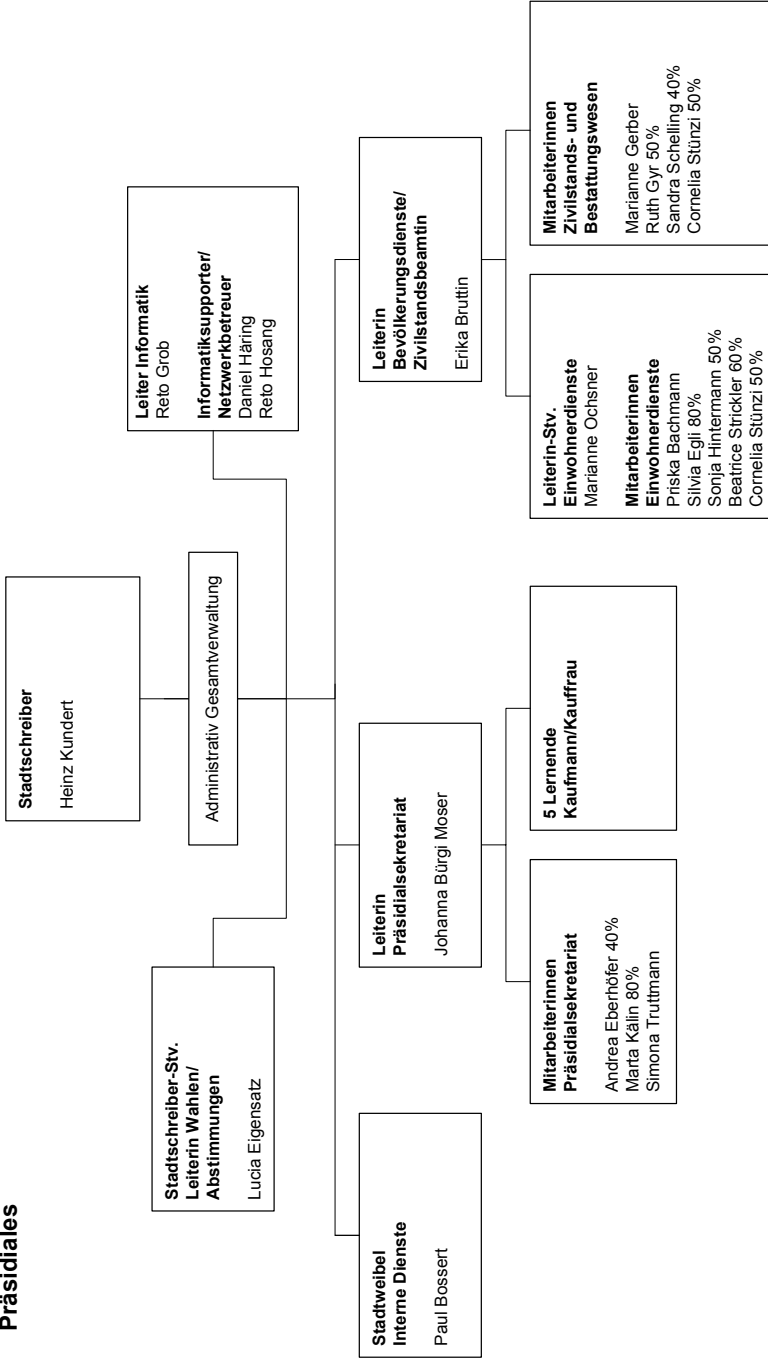 Präsidiales
Stadtschreiber
Heinz Kundert
Administrativ Gesamtverwaltung
Stadtschreiber-Stv.
Leiterin Wahlen/
Abstimmungen
Lucia Eigensatz
Leiter Informatik
Reto Grob
Informatiksupporter/
Netzwerkbetreuer
Daniel Häring
Reto Hosang
Stadtweibel
Interne Dienste
Paul Bossert
Leiterin
Präsidialsekretariat
Johanna Bürgi Moser
Leiterin
Bevölkerungsdienste/
Zivilstandsbeamtin
Erika Bruttin
Mitarbeiterinnen
Präsidialsekretariat
Andrea Eberhöfer 40%
Marta Kälin 80%
Simona Truttmann
5 Lernende
Kaufmann/Kauffrau
Leiterin-Stv.
Einwohnerdienste
Marianne Ochsner
Mitarbeiterinnen
Einwohnerdienste
Priska Bachmann
Silvia Egli 80%
Sonja Hintermann 50%
Beatrice Strickler 60%
Cornelia Stünzi 50%
Mitarbeiterinnen
Zivilstands- und
Bestattungswesen
Marianne Gerber
Ruth Gyr 50%
Sandra Schelling 40%
Cornelia Stünzi 50%